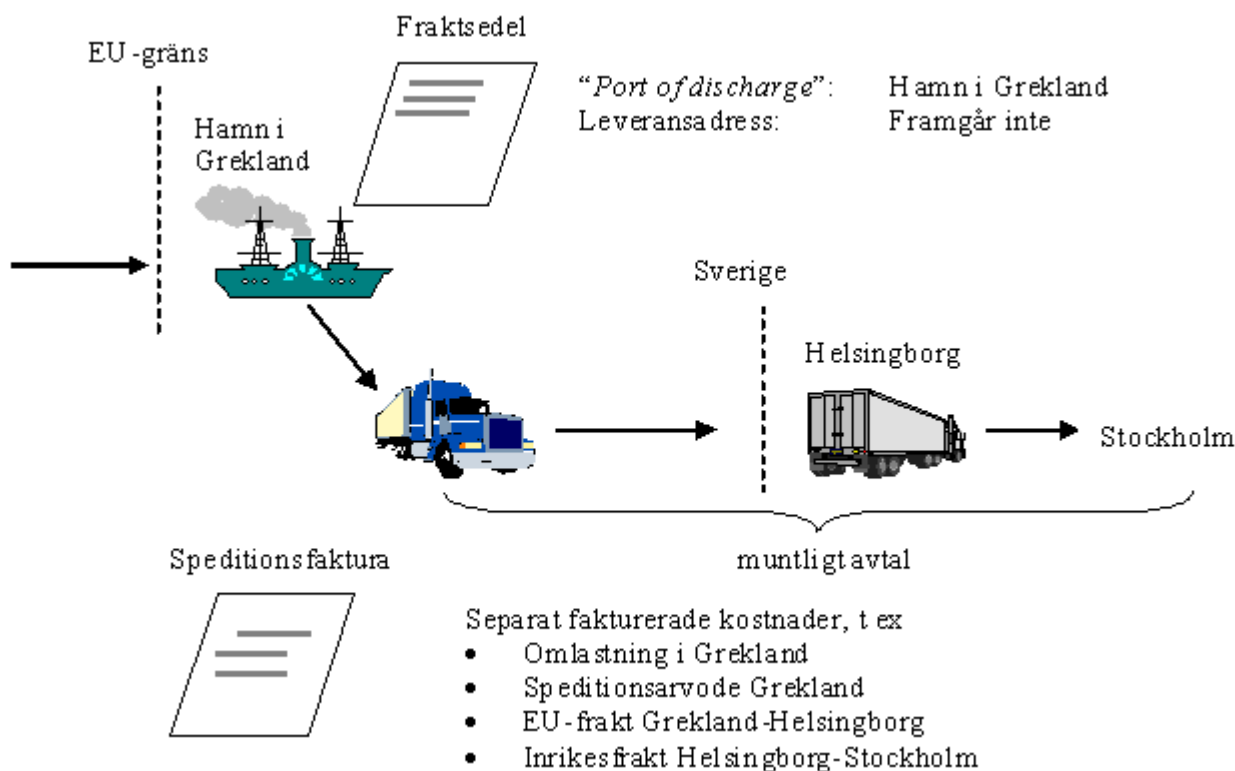 Fraktsedel
EU-gräns
"Port of discharge": Hamn i Grekland
Leveransadress: Framgår inte
Hamn i
Grekland
Sverige
Helsingborg
Stockholm
Speditionsfaktura
muntligt avtal
Separat fakturerade kostnader, t ex
• Omlastning i Grekland
• Speditionsarvode Grekland
• EU-frakt Grekland-Helsingborg
• Inrikesfrakt Helsingborg-Stockholm